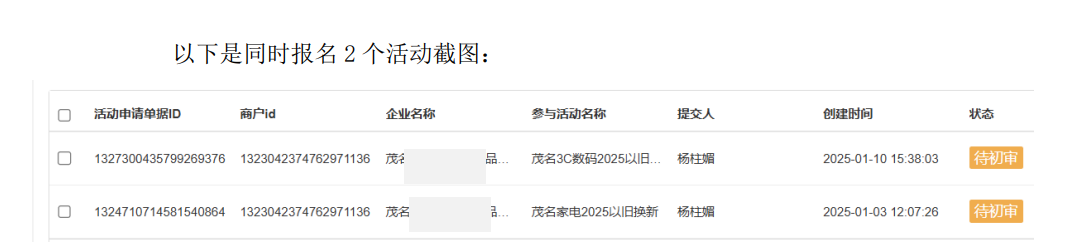 以下是同时报名 2 个活动截图：
活动申请单据ID 商户id 企业名称 参与活动名称 提交人 创建时间 状态
1327300435799269376 1323042374762971136 茂名 品... 茂名3C数码2025以旧... 杨柱媚 2025-01-10 15:38:03 待初审
1324710714581540864 1323042374762971136 茂名 品... 茂名家电2025以旧换新 杨柱媚 2025-01-03 12:07:26 待初审